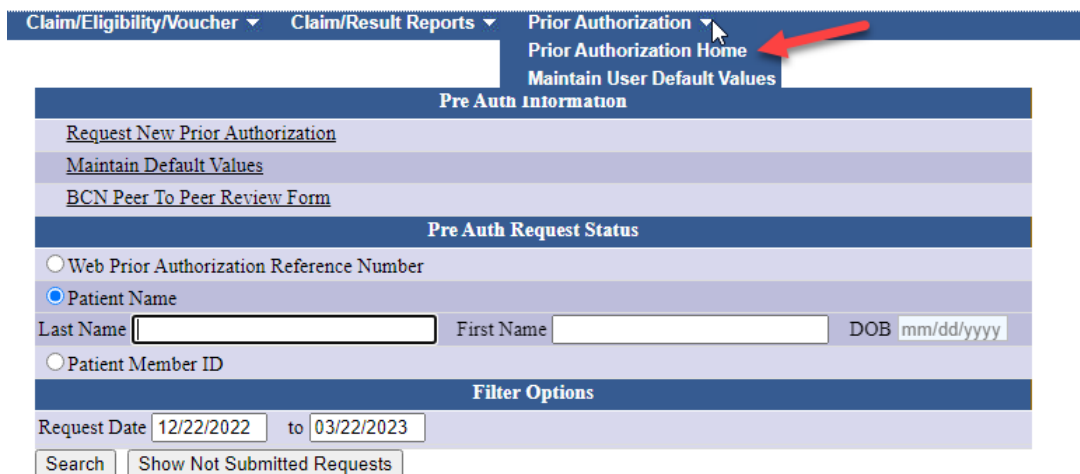 Claim/Eligibility/Voucher Claim/Result Reports Prior Authorization
Prior Authorization Home
Maintain User Default Values
Pre Auth Information
Request New Prior Authorization
Maintain Default Values
BCN Peer To Peer Review Form
Pre Auth Request Status
Web Prior Authorization Reference Number
Patient Name
Last Name First Name DOB mm/dd/yyyy
Patient Member ID
Filter Options
Request Date 12/22/2022 to 03/22/2023
Search Show Not Submitted Requests